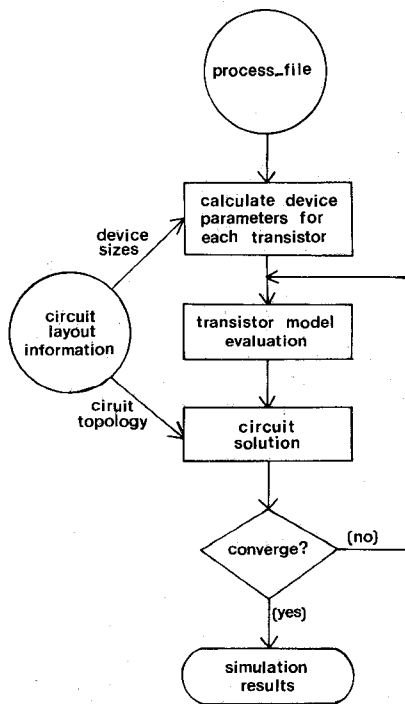 process_file
calculate device
parameters for
each transistor
device
sizes
circuit
layout
information
transistor model
evaluation
ciruit
topology
circuit
solution
converge?
(no)
(yes)
simulation
results